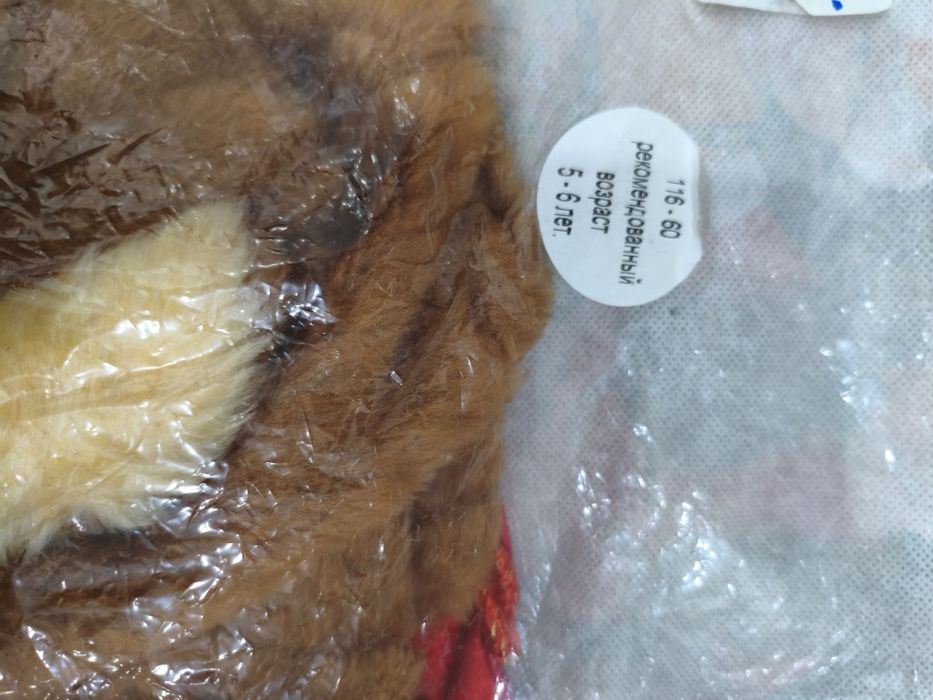 116 - 60
рекомендованный
возраст
5 - 6 лет.